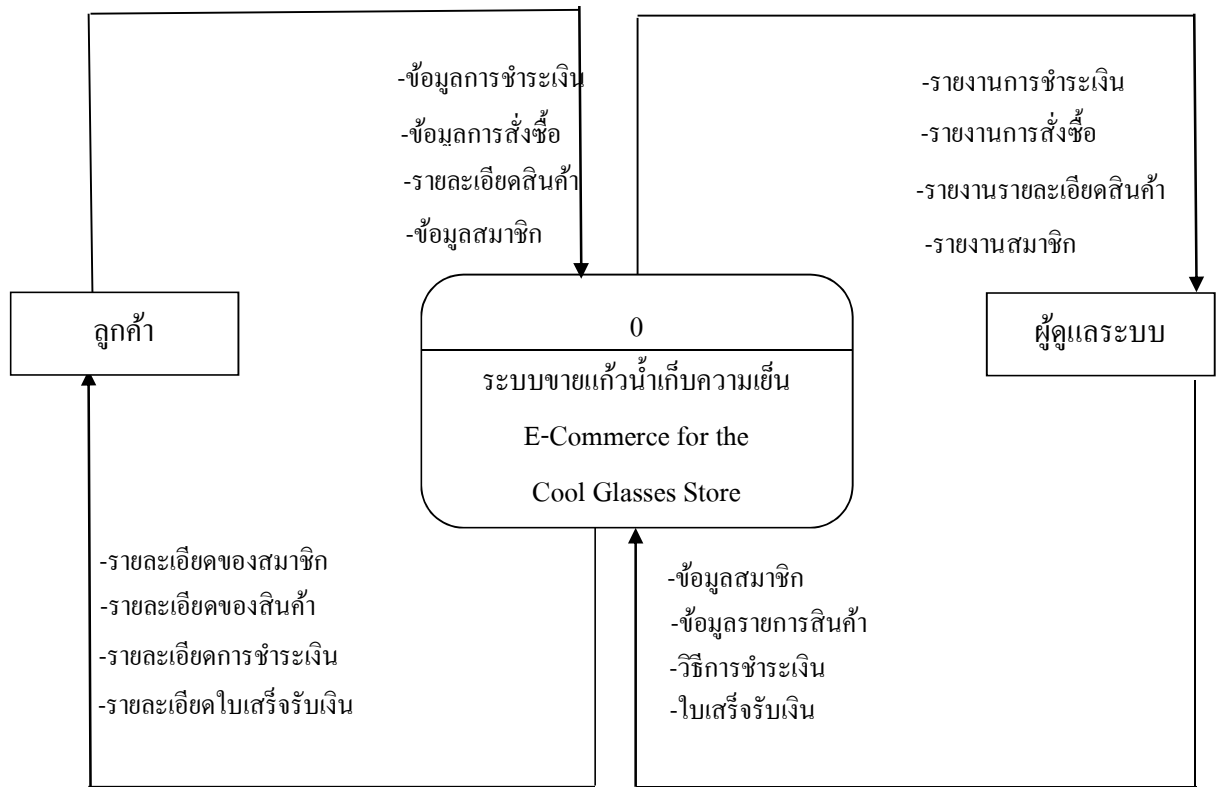 -ข้อมูลการชำระเงิน
-ข้อมูลการสั่งซื้อ
-รายละเอียดสินค้า
-ข้อมูลสมาชิก
-รายงานการชำระเงิน
-รายงานการสั่งซื้อ
-รายงานรายละเอียดสินค้า
-รายงานสมาชิก
ลูกค้า
0
ระบบขายแก้วน้ำเก็บความเย็น
E-Commerce for the
Cool Glasses Store
ผู้ดูแลระบบ
-รายละเอียดของสมาชิก
-รายละเอียดของสินค้า
-รายละเอียดการชำระเงิน
-รายละเอียดใบเสร็จรับเงิน
-ข้อมูลสมาชิก
-ข้อมูลรายการสินค้า
-วิธีการชำระเงิน
-ใบเสร็จรับเงิน